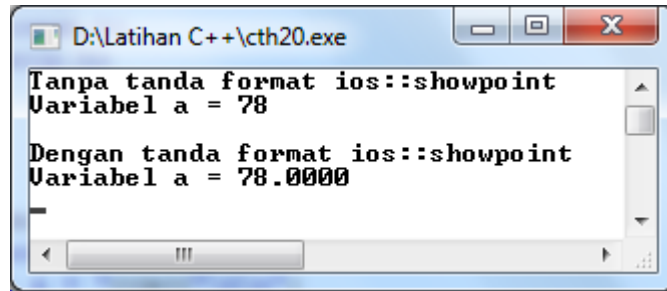 D:\Latihan C++\cth20.exe
Tanpa tanda format ios::showpoint
Variabel a = 78
Dengan tanda format ios::showpoint
Variabel a = 78.0000